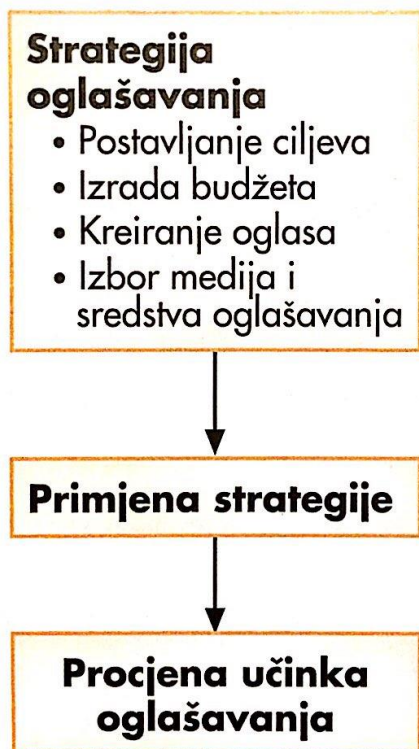 Strategija
oglašavanja
• Postavljanje ciljeva
• Izrada budžeta
• Kreiranje oglasa
• Izbor medija i
sredstva oglašavanja
Primjena strategije
Procjena učinka
oglašavanja